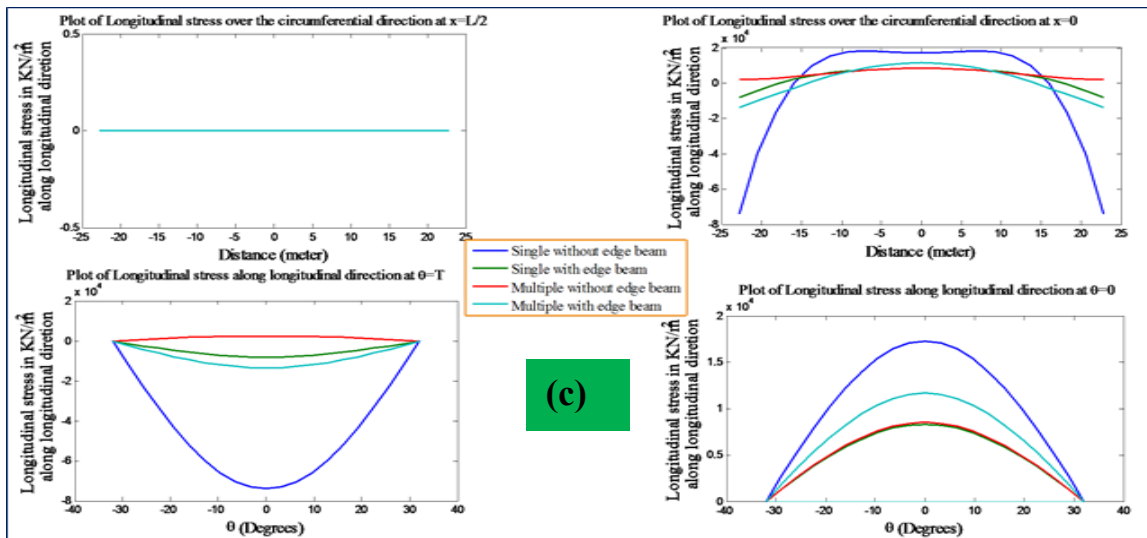 Plot of Longitudinal stress over the circumferential direction at x=L/2
Longitudinal stress in KN/m²
along longitudinal diretion
0.5
0
-0.5
-25 -20 -15 -10 -5 0 5 10 15 20 25
Distance (meter)
Plot of Longitudinal stress over the circumferential direction at x=0
x 10⁴
Longitudinal stress in KN/m²
along longitudinal diretion
2
0
-2
-4
-6
-8
-25 -20 -15 -10 -5 0 5 10 15 20 25
Distance (meter)
Single without edge beam
Single with edge beam
Multiple without edge beam
Multiple with edge beam
Plot of Longitudinal stress along longitudinal direction at θ=T
x 10⁴
Longitudinal stress in KN/m²
along longitudinal diretion
2
0
-2
-4
-6
-8
-40 -30 -20 -10 0 10 20 30 40
θ (Degrees)
(c)
Plot of Longitudinal stress along longitudinal direction at θ=0
x 10⁴
Longitudinal stress in KN/m²
along longitudinal diretion
2
1.5
1
0.5
0
-40 -30 -20 -10 0 10 20 30 40
θ (Degrees)